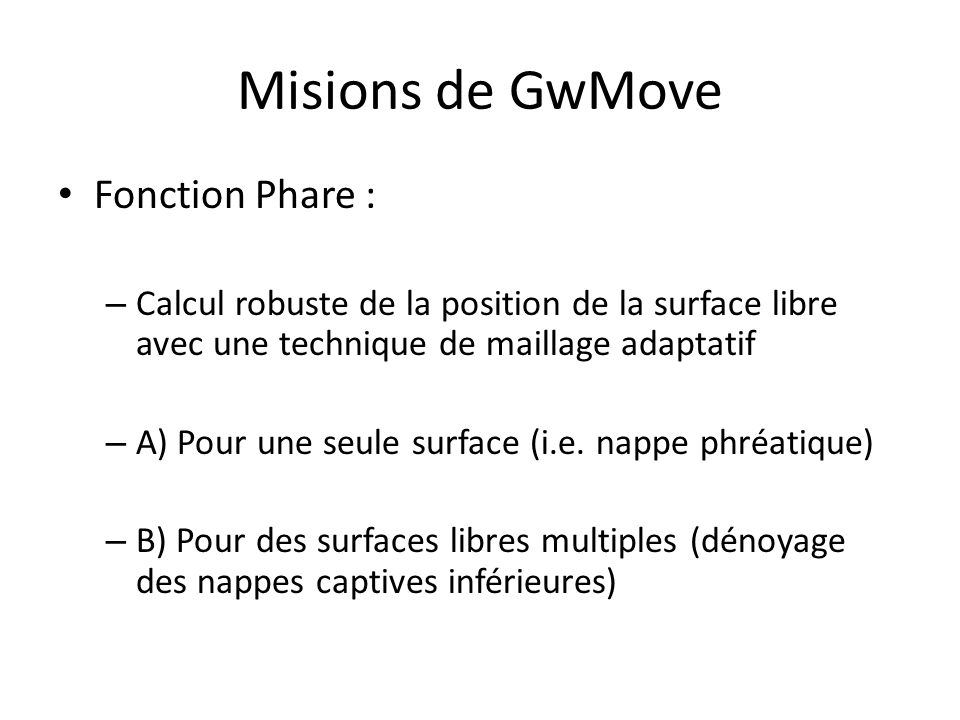 Misions de GwMove
• Fonction Phare :
– Calcul robuste de la position de la surface libre
avec une technique de maillage adaptatif
– A) Pour une seule surface (i.e. nappe phréatique)
– B) Pour des surfaces libres multiples (dénoyage
des nappes captives inférieures)